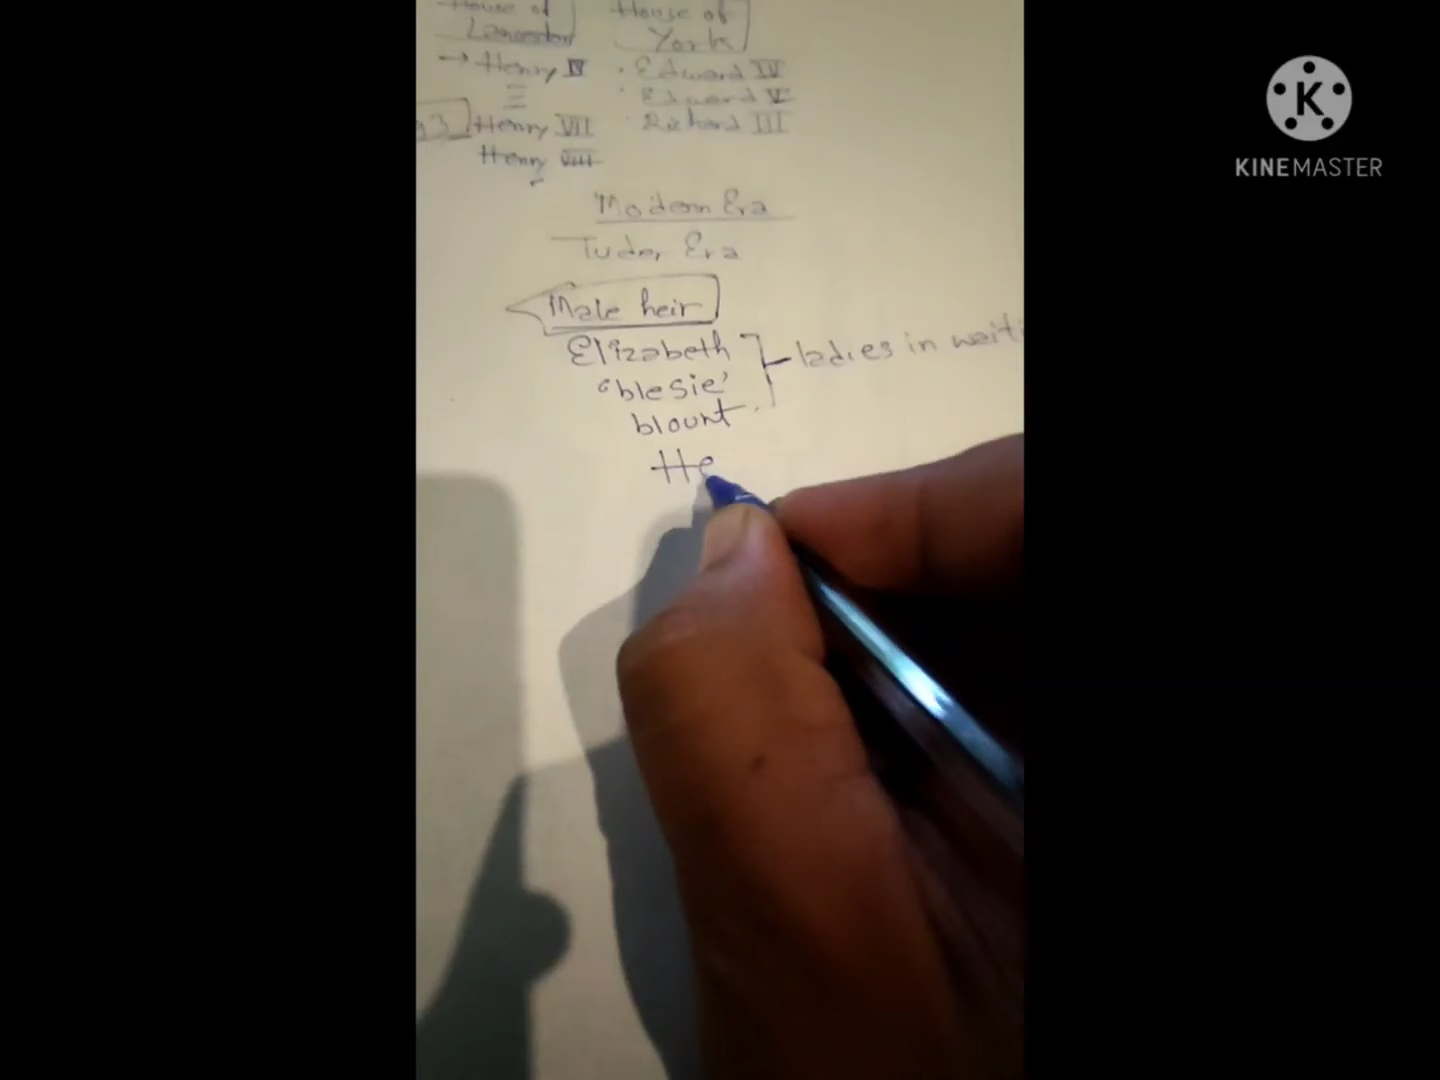 House of House of
Lancaster York
→ Henry IV · Edward IV
· Edward V
Henry VII · Richard III
Henry VIII
Modern Era
Tudor Era
Male heir
Elizabeth ladies in waiti
'blesie'
blount
He
K
KINEMASTER